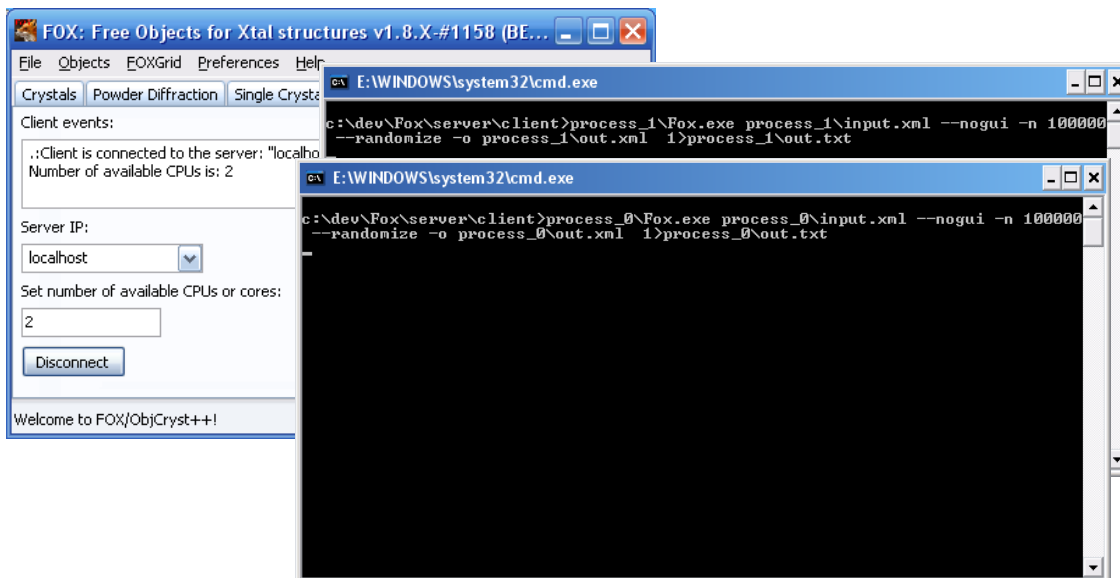 FOX: Free Objects for Xtal structures v1.8.X-#1158 (BE...
File Objects FOXGrid Preferences Help
Crystals Powder Diffraction Single Crysta
Client events:
.:Client is connected to the server: "localho
Number of available CPUs is: 2
Server IP:
localhost
Set number of available CPUs or cores:
2
Disconnect
Welcome to FOX/ObjCryst++!
E:\WINDOWS\system32\cmd.exe
c:\dev\Fox\server\client>process_1\Fox.exe process_1\input.xml --nogui -n 100000
--randomize -o process_1\out.xml 1>process_1\out.txt
E:\WINDOWS\system32\cmd.exe
c:\dev\Fox\server\client>process_0\Fox.exe process_0\input.xml --nogui -n 100000
--randomize -o process_0\out.xml 1>process_0\out.txt